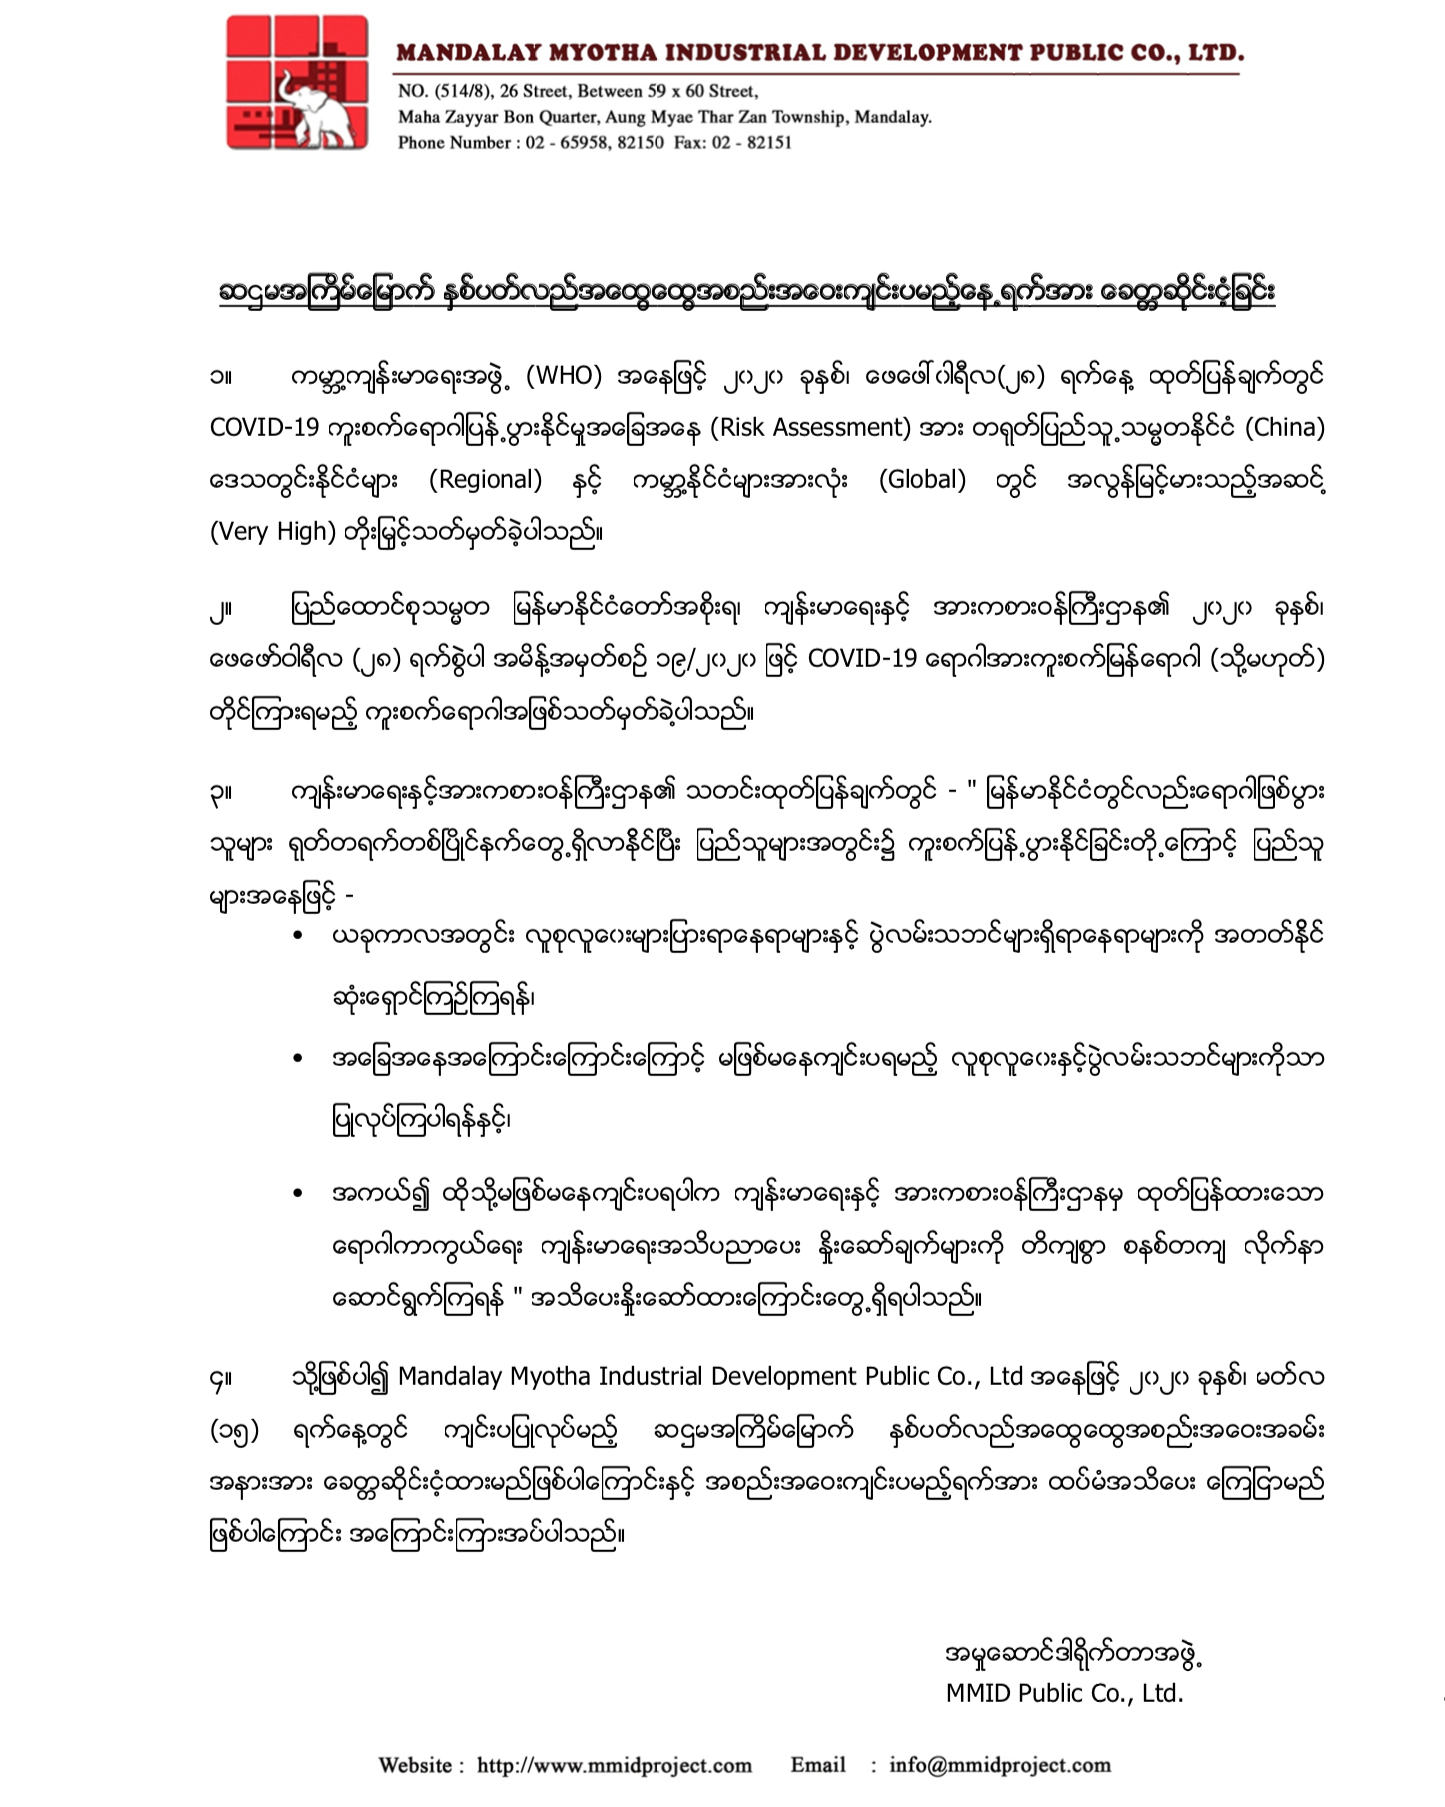 MANDALAY MYOTHA INDUSTRIAL DEVELOPMENT PUBLIC CO., LTD.
NO. (514/8), 26 Street, Between 59 x 60 Street,
Maha Zayyar Bon Quarter, Aung Myae Thar Zan Township, Mandalay.
Phone Number : 02 - 65958, 82150 Fax: 02 - 82151
ဆဌမအကြိမ်မြောက် နှစ်ပတ်လည်အထွေထွေအစည်းအဝေးကျင်းပမည့်နေ့ရက်အား ခေတ္တဆိုင်းငံ့ခြင်း
၁။ ကမ္ဘာ့ကျန်းမာရေးအဖွဲ့ (WHO) အနေဖြင့် ၂၀၂၀ ခုနှစ်၊ ဖေဖေါ်ဂါရီလ(၂၈) ရက်နေ့ ထုတ်ပြန်ချက်တွင်
COVID-19 ကူးစက်ရောဂါပြန့်ပွားနိုင်မှုအခြေအနေ (Risk Assessment) အား တရုတ်ပြည်သူ့သမ္မတနိုင်ငံ (China)
ဒေသတွင်းနိုင်ငံများ (Regional) နှင့် ကမ္ဘာ့နိုင်ငံများအားလုံး (Global) တွင် အလွန်မြင့်မားသည့်အဆင့်
(Very High) တိုးမြှင့်သတ်မှတ်ခဲ့ပါသည်။
၂။ ပြည်ထောင်စုသမ္မတ မြန်မာနိုင်ငံတော်အစိုးရ၊ ကျန်းမာရေးနှင့် အားကစားဝန်ကြီးဌာန၏ ၂၀၂၀ ခုနှစ်၊
ဖေဖော်ဝါရီလ (၂၈) ရက်စွဲပါ အမိန့်အမှတ်စဉ် ၁၉/၂၀၂၀ ဖြင့် COVID-19 ရောဂါအားကူးစက်မြန်ရောဂါ (သို့မဟုတ်)
တိုင်ကြားရမည့် ကူးစက်ရောဂါအဖြစ်သတ်မှတ်ခဲ့ပါသည်။
၃။ ကျန်းမာရေးနှင့်အားကစားဝန်ကြီးဌာန၏ သတင်းထုတ်ပြန်ချက်တွင် - " မြန်မာနိုင်ငံတွင်လည်းရောဂါဖြစ်ပွား
သူများ ရုတ်တရက်တစ်ပြိုင်နက်တွေ့ရှိလာနိုင်ပြီး ပြည်သူများအတွင်း၌ ကူးစက်ပြန့်ပွားနိုင်ခြင်းတို့ကြောင့် ပြည်သူ
များအနေဖြင့် -
• ယခုကာလအတွင်း လူစုလူဝေးများပြားရာနေရာများနှင့် ပွဲလမ်းသဘင်များရှိရာနေရာများကို အတတ်နိုင်
ဆုံးရှောင်ကြဉ်ကြရန်၊
• အခြေအနေအကြောင်းကြောင်းကြောင့် မဖြစ်မနေကျင်းပရမည့် လူစုလူဝေးနှင့်ပွဲလမ်းသဘင်များကိုသာ
ပြုလုပ်ကြပါရန်နှင့်၊
• အကယ်၍ ထိုသို့မဖြစ်မနေကျင်းပရပါက ကျန်းမာရေးနှင့် အားကစားဝန်ကြီးဌာနမှ ထုတ်ပြန်ထားသော
ရောဂါကာကွယ်ရေး ကျန်းမာရေးအသိပညာပေး နှိုးဆော်ချက်များကို တိကျစွာ စနစ်တကျ လိုက်နာ
ဆောင်ရွက်ကြရန် " အသိပေးနှိုးဆော်ထားကြောင်းတွေ့ရှိရပါသည်။
၄။ သို့ဖြစ်ပါ၍ Mandalay Myotha Industrial Development Public Co., Ltd အနေဖြင့် ၂၀၂၀ ခုနှစ်၊ မတ်လ
(၁၅) ရက်နေ့တွင် ကျင်းပပြုလုပ်မည့် ဆဌမအကြိမ်မြောက် နှစ်ပတ်လည်အထွေထွေအစည်းအဝေးအခမ်း
အနားအား ခေတ္တဆိုင်းငံ့ထားမည်ဖြစ်ပါကြောင်းနှင့် အစည်းအဝေးကျင်းပမည့်ရက်အား ထပ်မံအသိပေး ကြေငြာမည်
ဖြစ်ပါကြောင်း အကြောင်းကြားအပ်ပါသည်။
အမှုဆောင်ဒါရိုက်တာအဖွဲ့
MMID Public Co., Ltd.
Website : http://www.mmidproject.com Email : info@mmidproject.com